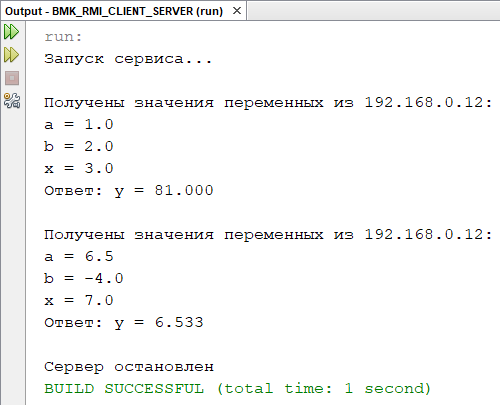 Output - BMK_RMI_CLIENT_SERVER (run) ×
run:
Запуск сервиса...
Получены значения переменных из 192.168.0.12:
a = 1.0
b = 2.0
x = 3.0
Ответ: y = 81.000
Получены значения переменных из 192.168.0.12:
a = 6.5
b = -4.0
x = 7.0
Ответ: y = 6.533
Сервер остановлен
BUILD SUCCESSFUL (total time: 1 second)